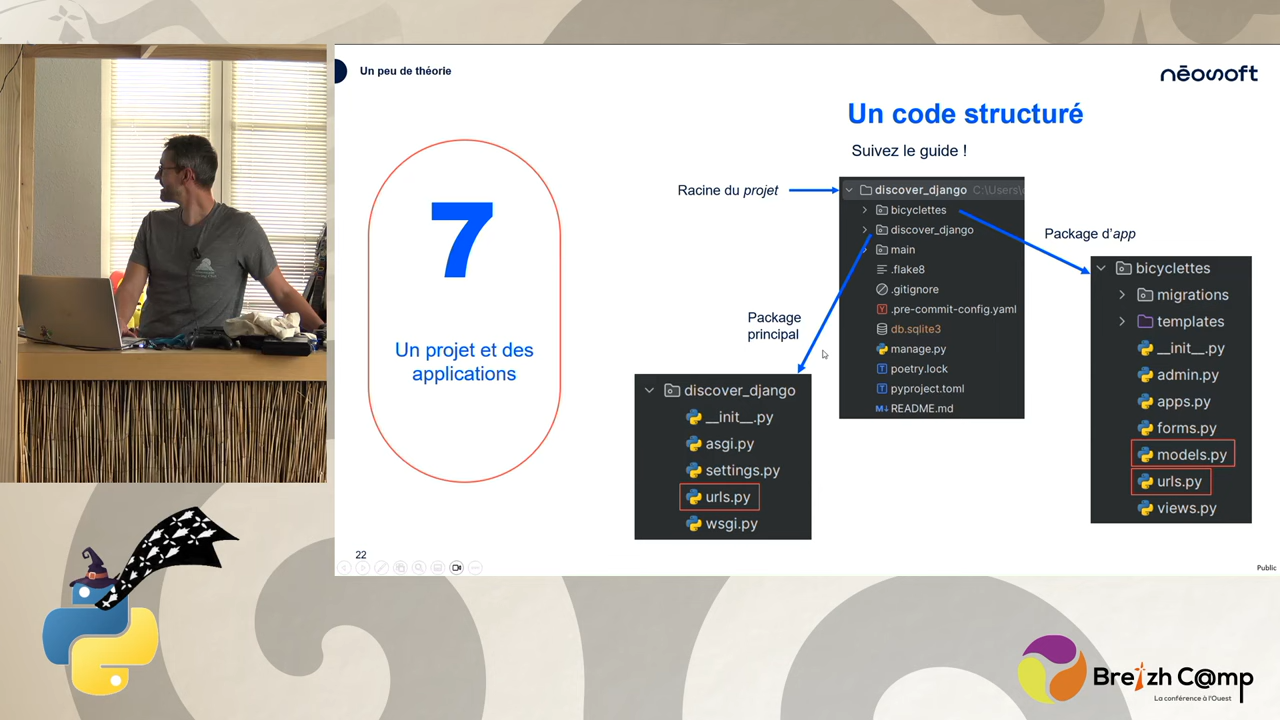 Un peu de théorie
nēosoft
Un code structuré
Suivez le guide !
7
Un projet et des
applications
Racine du projet
discover_django
bicyclettes
discover_django
main
.flake8
.gitignore
.pre-commit-config.yaml
db.sqlite3
manage.py
poetry.lock
pyproject.toml
README.md
Package
principal
discover_django
__init__.py
asgi.py
settings.py
urls.py
wsgi.py
Package d'app
bicyclettes
migrations
templates
__init__.py
admin.py
apps.py
forms.py
models.py
urls.py
views.py
22
Public
Breizh C@mp
La conférence à l'Ouest